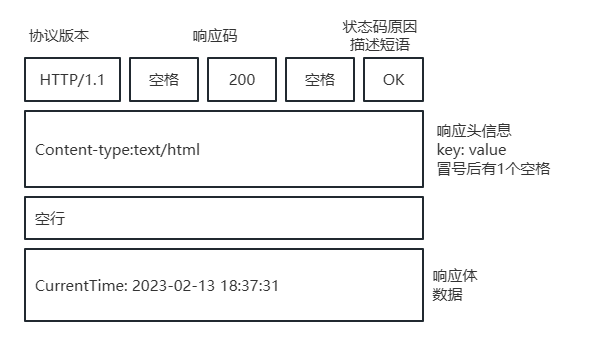 协议版本
响应码
状态码原因
描述短语
HTTP/1.1
空格
200
空格
OK
Content-type:text/html
响应头信息
key: value
冒号后有1个空格
空行
CurrentTime: 2023-02-13 18:37:31
响应体
数据